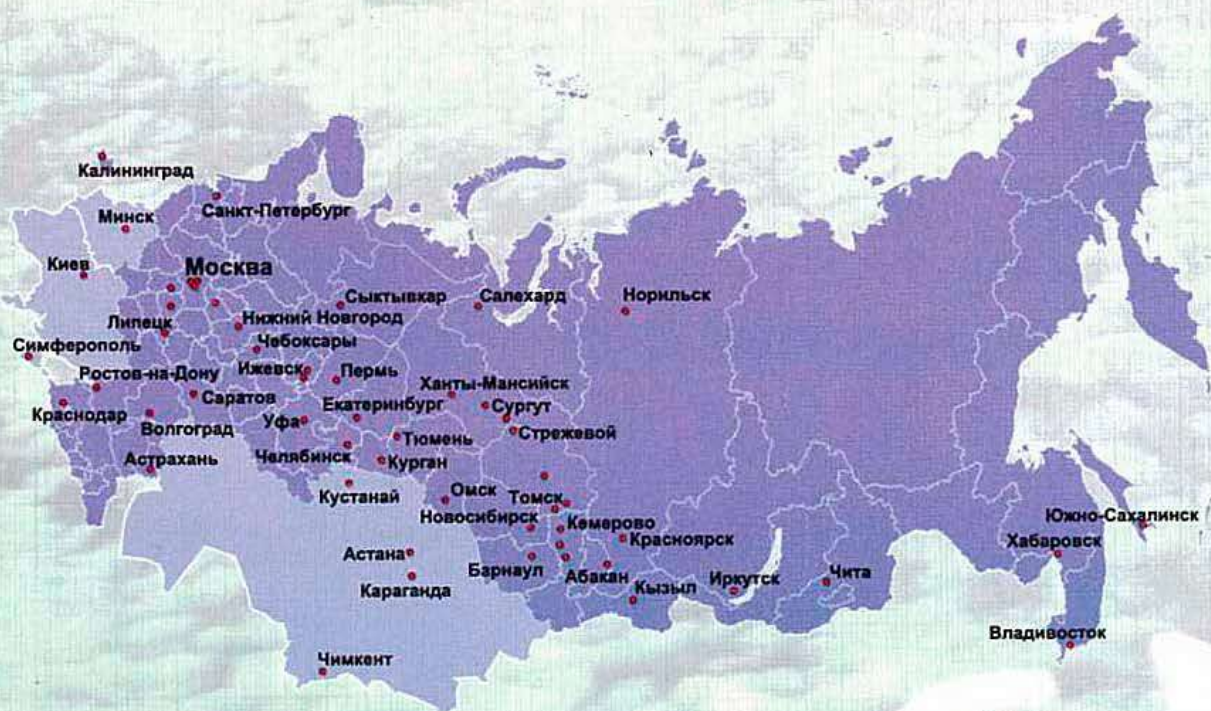 Калининград
Санкт-Петербург
Минск
Киев
Москва
Сыктывкар
Салехард
Норильск
Липецк
Нижний Новгород
Чебоксары
Симферополь
Ростов-на-Дону
Ижевск
Пермь
Ханты-Мансийск
Краснодар
Саратов
Екатеринбург
Сургут
Волгоград
Уфа
Тюмень
Стрежевой
Астрахань
Челябинск
Курган
Кустанай
Омск
Томск
Новосибирск
Кемерово
Красноярск
Южно-Сахалинск
Хабаровск
Астана
Барнаул
Абакан
Иркутск
Чита
Караганда
Кызыл
Владивосток
Чимкент